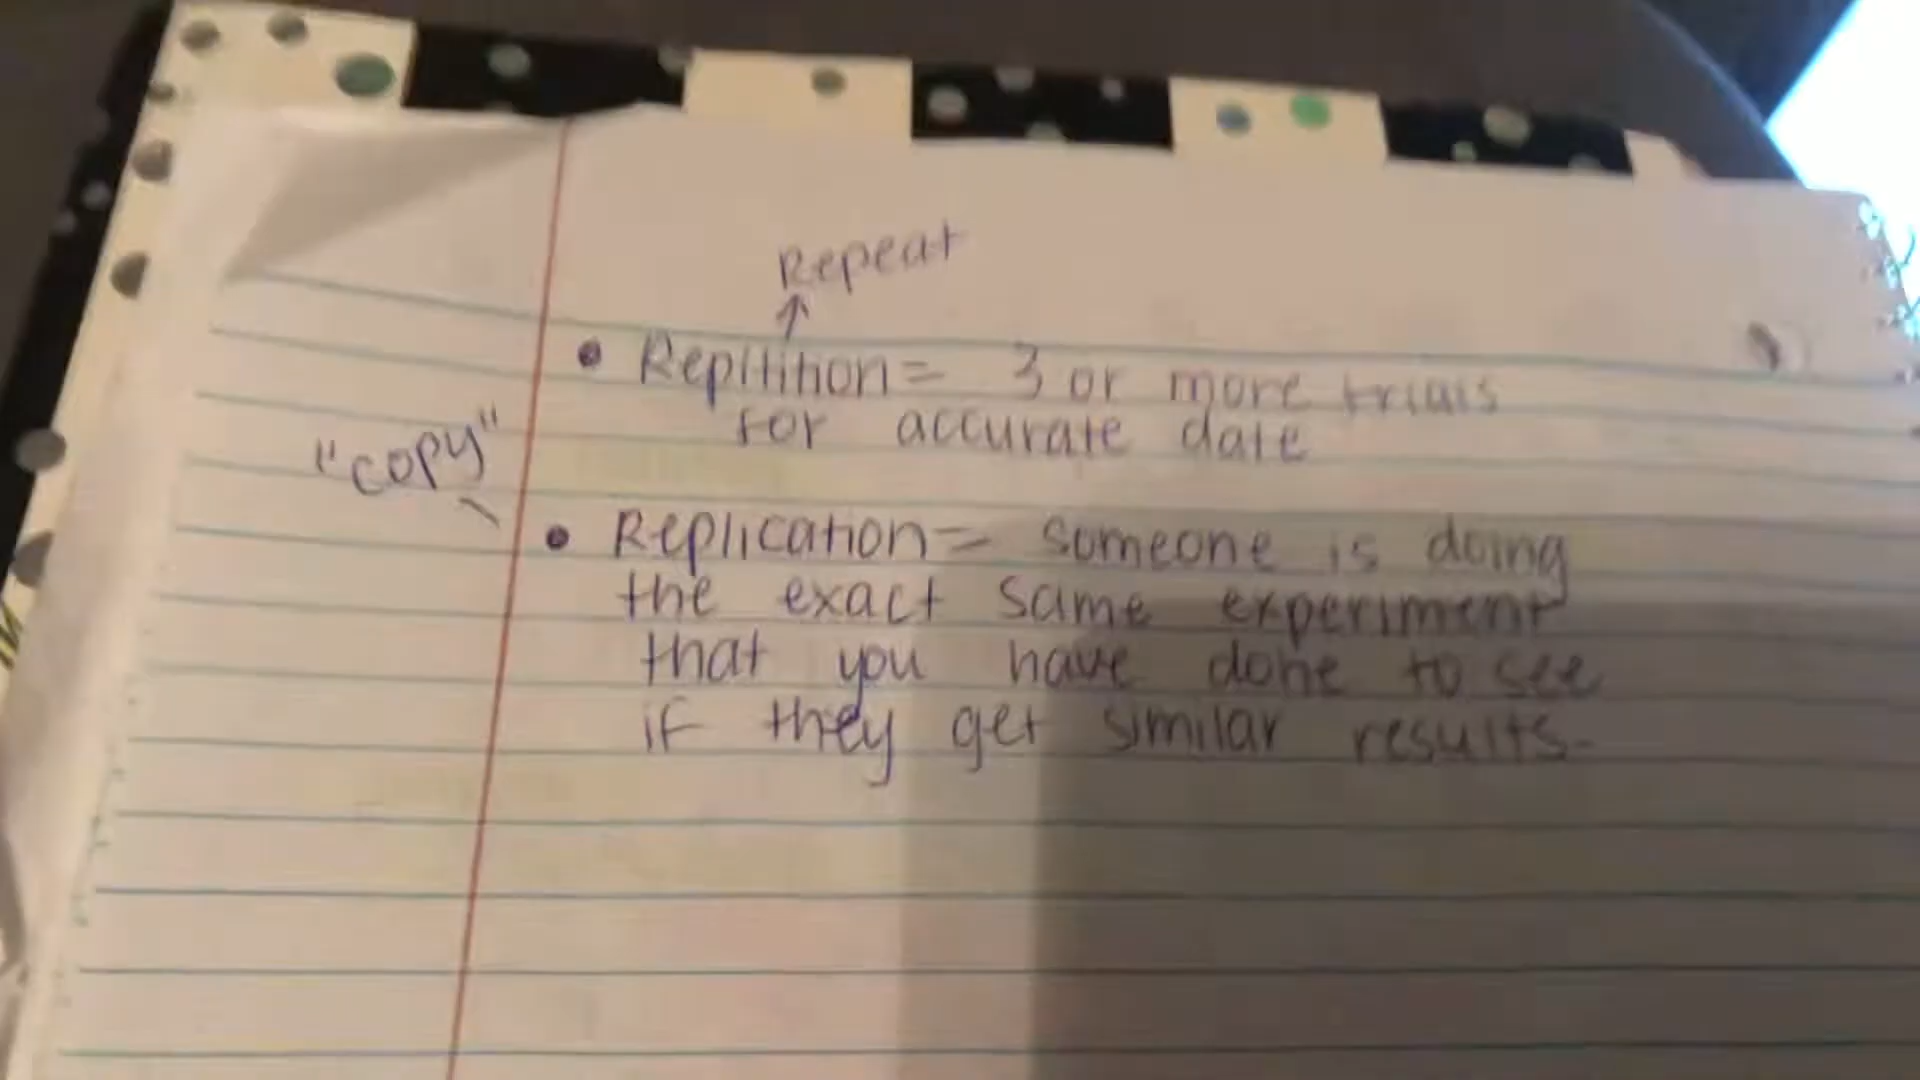 Repeat
↑
• Repitition= 3 or more trials
for accurate date
"copy"
• Replication= someone is doing
the exact same experiment
that you have done to see
if they get similar results.